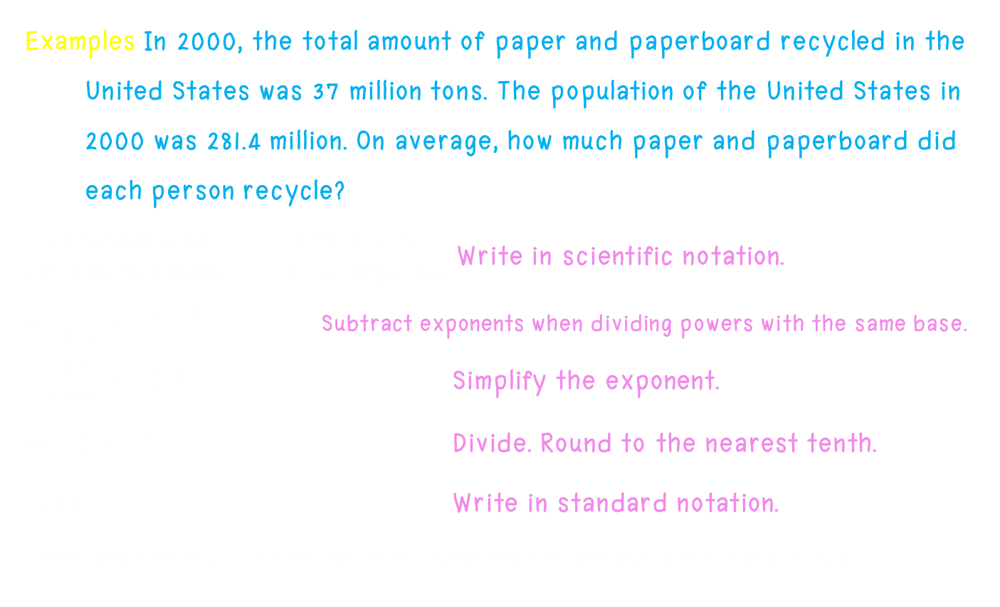 Examples In 2000, the total amount of paper and paperboard recycled in the
United States was 37 million tons. The population of the United States in
2000 was 281.4 million. On average, how much paper and paperboard did
each person recycle?
Write in scientific notation.
Subtract exponents when dividing powers with the same base.
Simplify the exponent.
Divide. Round to the nearest tenth.
Write in standard notation.